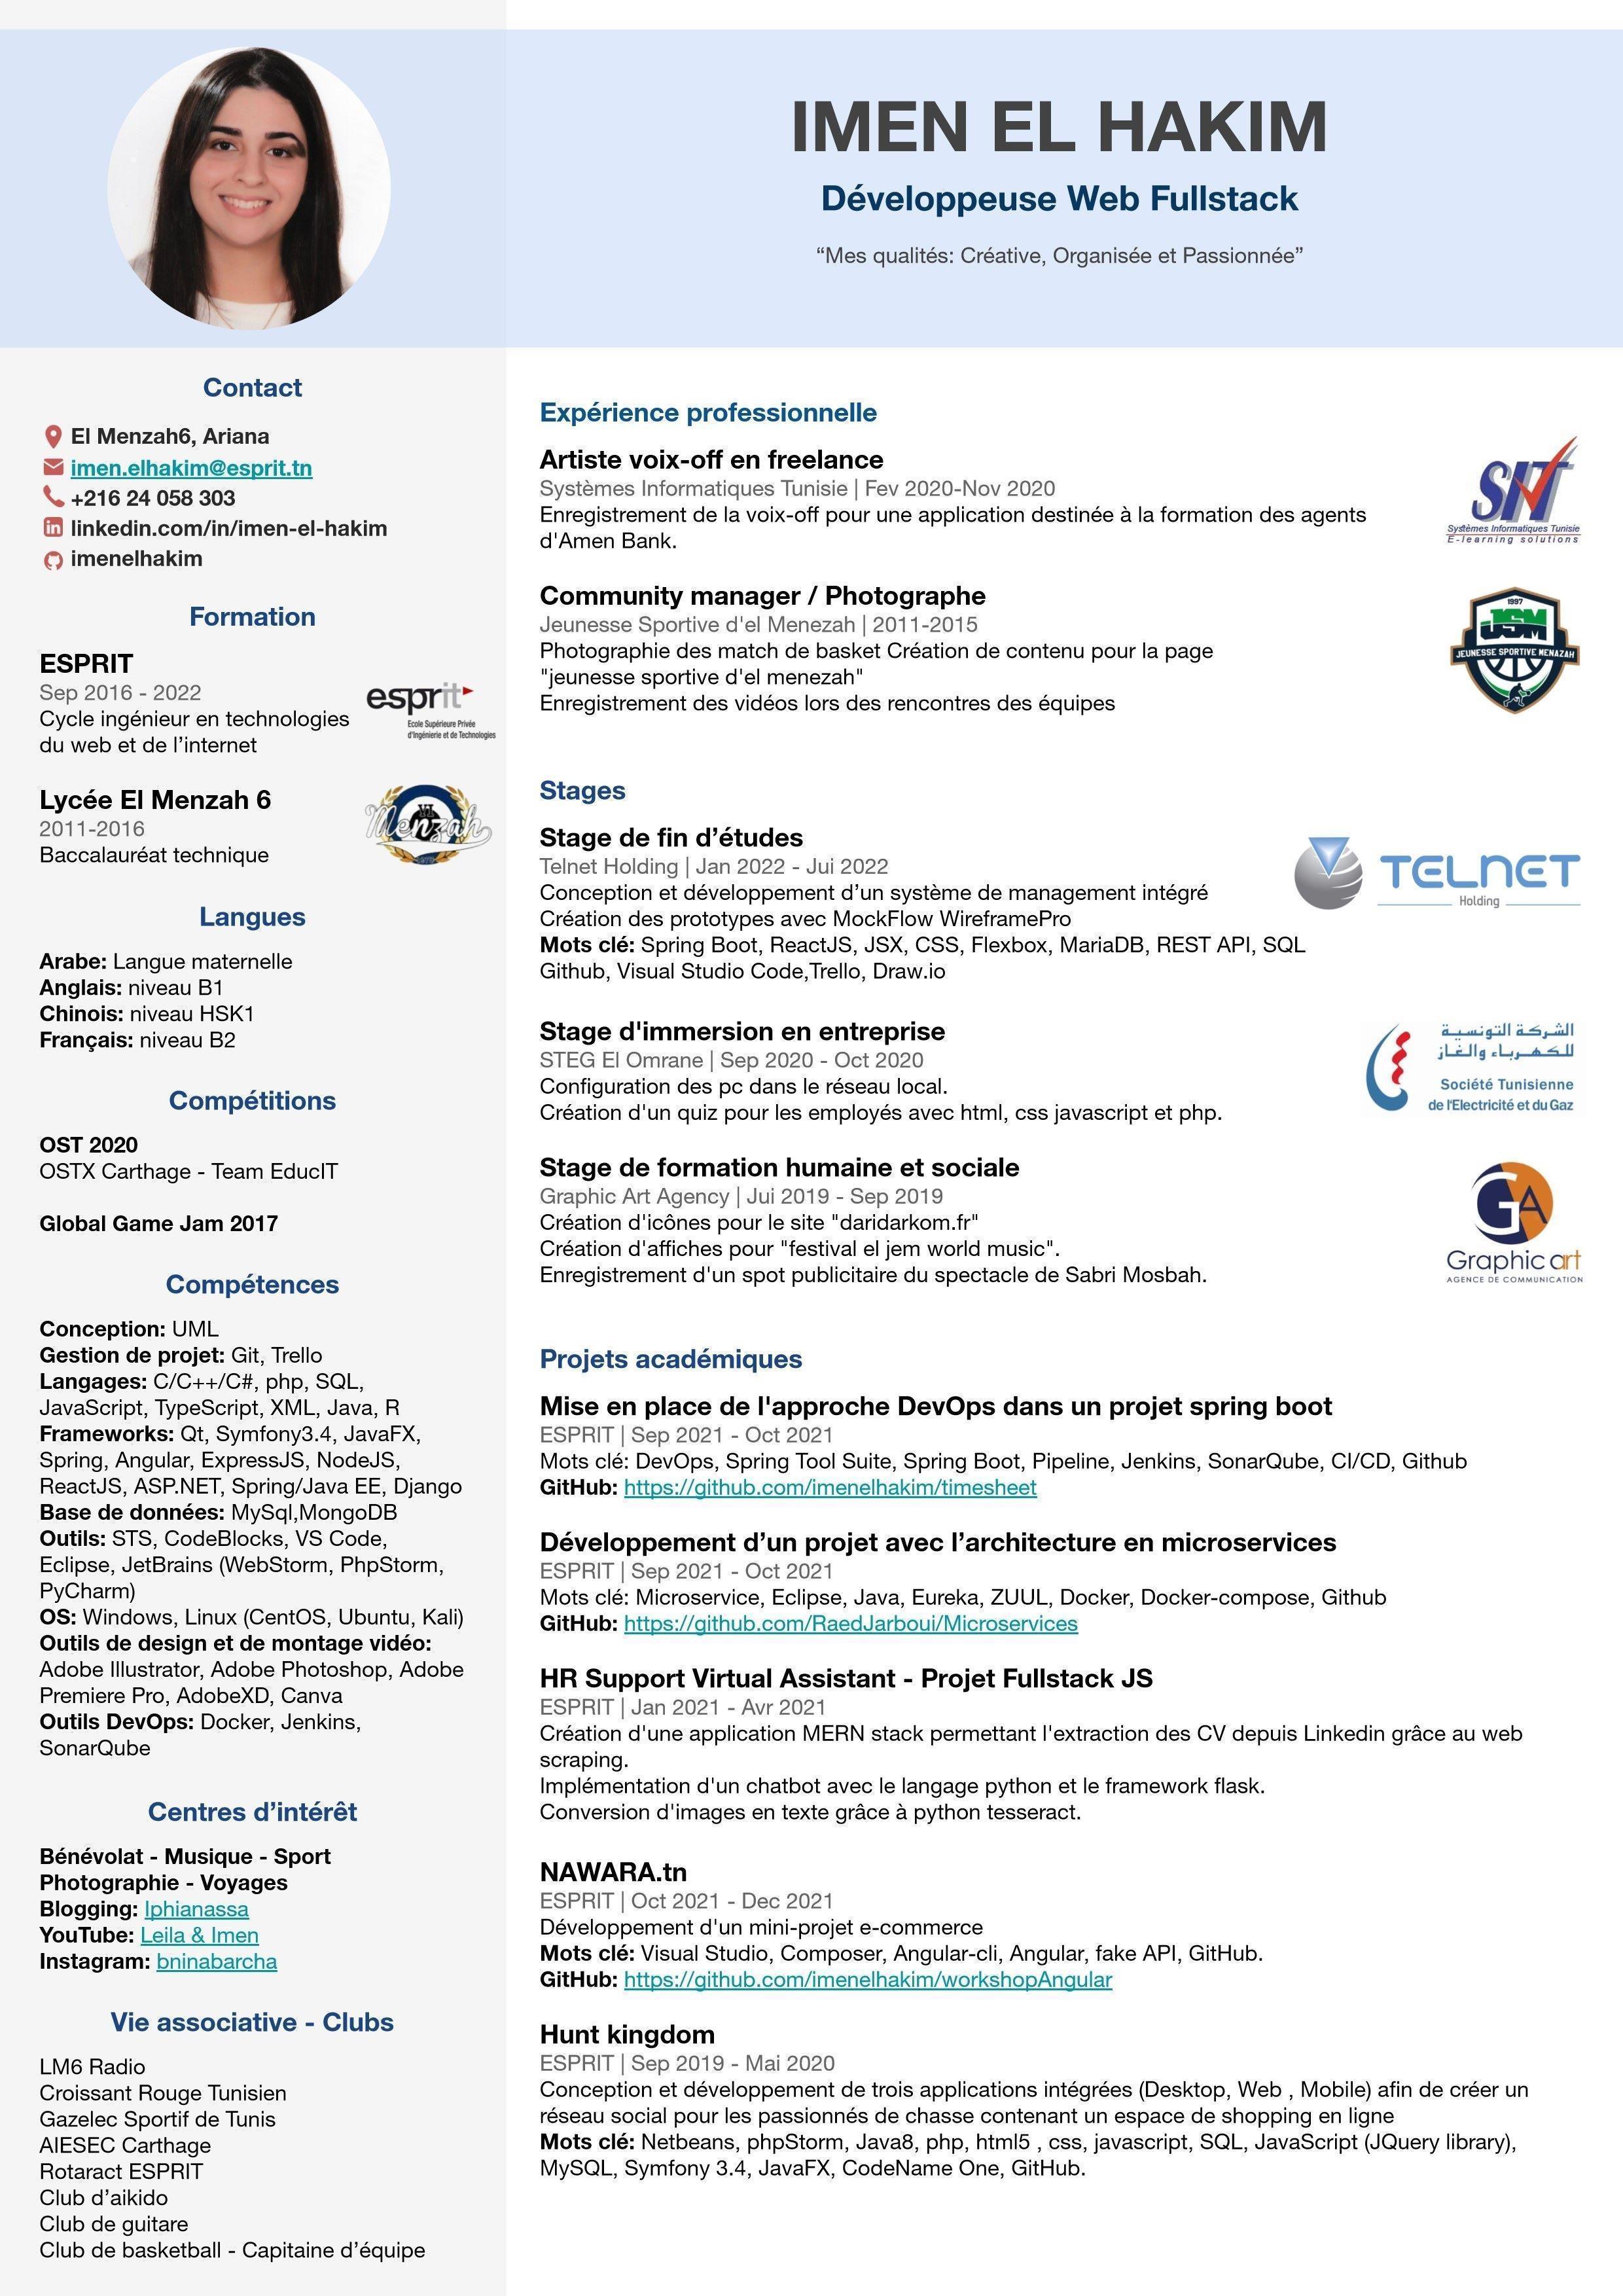 IMEN EL HAKIM
Développeuse Web Fullstack
“Mes qualités: Créative, Organisée et Passionnée”
Contact
El Menzah6, Ariana
imen.elhakim@esprit.tn
+216 24 058 303
linkedin.com/in/imen-el-hakim
imenelhakim
Formation
ESPRIT
Sep 2016 - 2022
Cycle ingénieur en technologies
du web et de l’internet
esprit
Ecole Supérieure Privée
d'Ingénierie et de Technologies
Lycée El Menzah 6
2011-2016
Baccalauréat technique
Menzah
Langues
Arabe: Langue maternelle
Anglais: niveau B1
Chinois: niveau HSK1
Français: niveau B2
Compétitions
OST 2020
OSTX Carthage - Team EducIT
Global Game Jam 2017
Compétences
Conception: UML
Gestion de projet: Git, Trello
Langages: C/C++/C#, php, SQL,
JavaScript, TypeScript, XML, Java, R
Frameworks: Qt, Symfony3.4, JavaFX,
Spring, Angular, ExpressJS, NodeJS,
ReactJS, ASP.NET, Spring/Java EE, Django
Base de données: MySql,MongoDB
Outils: STS, CodeBlocks, VS Code,
Eclipse, JetBrains (WebStorm, PhpStorm,
PyCharm)
OS: Windows, Linux (CentOS, Ubuntu, Kali)
Outils de design et de montage vidéo:
Adobe Illustrator, Adobe Photoshop, Adobe
Premiere Pro, AdobeXD, Canva
Outils DevOps: Docker, Jenkins,
SonarQube
Centres d’intérêt
Bénévolat - Musique - Sport
Photographie - Voyages
Blogging: Iphianassa
YouTube: Leila & Imen
Instagram: bninabarcha
Vie associative - Clubs
LM6 Radio
Croissant Rouge Tunisien
Gazelec Sportif de Tunis
AIESEC Carthage
Rotaract ESPRIT
Club d’aikido
Club de guitare
Club de basketball - Capitaine d’équipe
Expérience professionnelle
Artiste voix-off en freelance
Systèmes Informatiques Tunisie | Fev 2020-Nov 2020
Enregistrement de la voix-off pour une application destinée à la formation des agents
d'Amen Bank.
SIT
Systèmes Informatiques Tunisie
E-learning solutions
Community manager / Photographe
Jeunesse Sportive d'el Menezah | 2011-2015
Photographie des match de basket Création de contenu pour la page
"jeunesse sportive d'el menezah"
Enregistrement des vidéos lors des rencontres des équipes
1997
JSM
JEUNESSE SPORTIVE MENAZAH
Stages
Stage de fin d’études
Telnet Holding | Jan 2022 - Jui 2022
Conception et développement d’un système de management intégré
Création des prototypes avec MockFlow WireframePro
Mots clé: Spring Boot, ReactJS, JSX, CSS, Flexbox, MariaDB, REST API, SQL
Github, Visual Studio Code,Trello, Draw.io
TELNET
Holding
Stage d'immersion en entreprise
STEG El Omrane | Sep 2020 - Oct 2020
Configuration des pc dans le réseau local.
Création d'un quiz pour les employés avec html, css javascript et php.
الشركة التونسية
للكهرباء والغاز
Société Tunisienne
de l'Electricité et du Gaz
Stage de formation humaine et sociale
Graphic Art Agency | Jui 2019 - Sep 2019
Création d'icônes pour le site "daridarkom.fr"
Création d'affiches pour "festival el jem world music".
Enregistrement d'un spot publicitaire du spectacle de Sabri Mosbah.
GA
Graphic art
AGENCE DE COMMUNICATION
Projets académiques
Mise en place de l'approche DevOps dans un projet spring boot
ESPRIT | Sep 2021 - Oct 2021
Mots clé: DevOps, Spring Tool Suite, Spring Boot, Pipeline, Jenkins, SonarQube, CI/CD, Github
GitHub: https://github.com/imenelhakim/timesheet
Développement d’un projet avec l’architecture en microservices
ESPRIT | Sep 2021 - Oct 2021
Mots clé: Microservice, Eclipse, Java, Eureka, ZUUL, Docker, Docker-compose, Github
GitHub: https://github.com/RaedJarboui/Microservices
HR Support Virtual Assistant - Projet Fullstack JS
ESPRIT | Jan 2021 - Avr 2021
Création d'une application MERN stack permettant l'extraction des CV depuis Linkedin grâce au web
scraping.
Implémentation d'un chatbot avec le langage python et le framework flask.
Conversion d'images en texte grâce à python tesseract.
NAWARA.tn
ESPRIT | Oct 2021 - Dec 2021
Développement d'un mini-projet e-commerce
Mots clé: Visual Studio, Composer, Angular-cli, Angular, fake API, GitHub.
GitHub: https://github.com/imenelhakim/workshopAngular
Hunt kingdom
ESPRIT | Sep 2019 - Mai 2020
Conception et développement de trois applications intégrées (Desktop, Web , Mobile) afin de créer un
réseau social pour les passionnés de chasse contenant un espace de shopping en ligne
Mots clé: Netbeans, phpStorm, Java8, php, html5 , css, javascript, SQL, JavaScript (JQuery library),
MySQL, Symfony 3.4, JavaFX, CodeName One, GitHub.